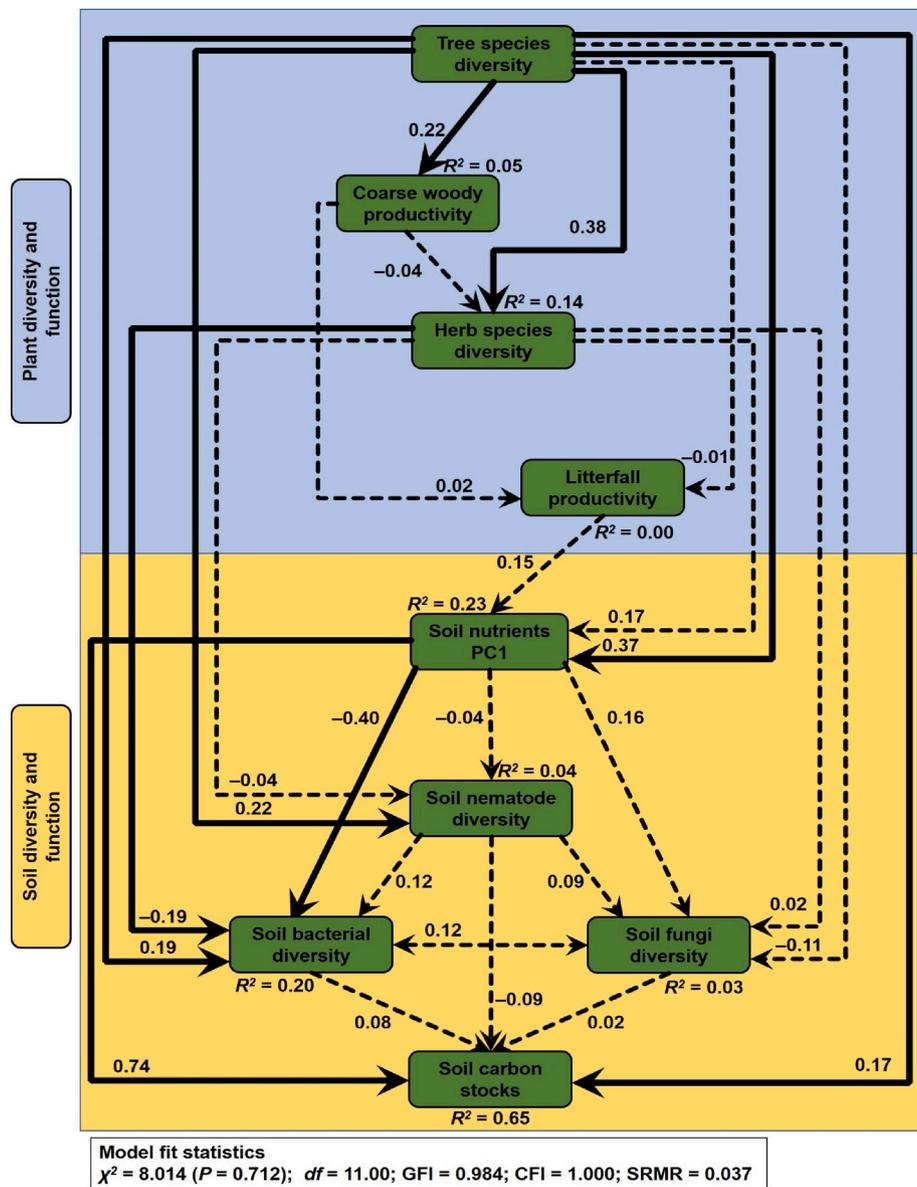 Tree species
diversity
0.22
R² = 0.05
Coarse woody
productivity
0.38
–0.04
R² = 0.14
Herb species
diversity
Plant diversity and
function
–0.01
Litterfall
productivity
0.02
R² = 0.00
0.15
R² = 0.23
Soil nutrients
PC1
0.17
0.37
–0.40
–0.04
0.16
R² = 0.04
–0.04
Soil nematode
diversity
0.22
Soil diversity and
function
0.12
0.09
–0.19
0.02
Soil bacterial
diversity
0.12
Soil fungi
diversity
0.19
–0.11
R² = 0.20
R² = 0.03
–0.09
0.08
0.02
0.74
Soil carbon
stocks
0.17
R² = 0.65
Model fit statistics
χ² = 8.014 (P = 0.712); df = 11.00; GFI = 0.984; CFI = 1.000; SRMR = 0.037